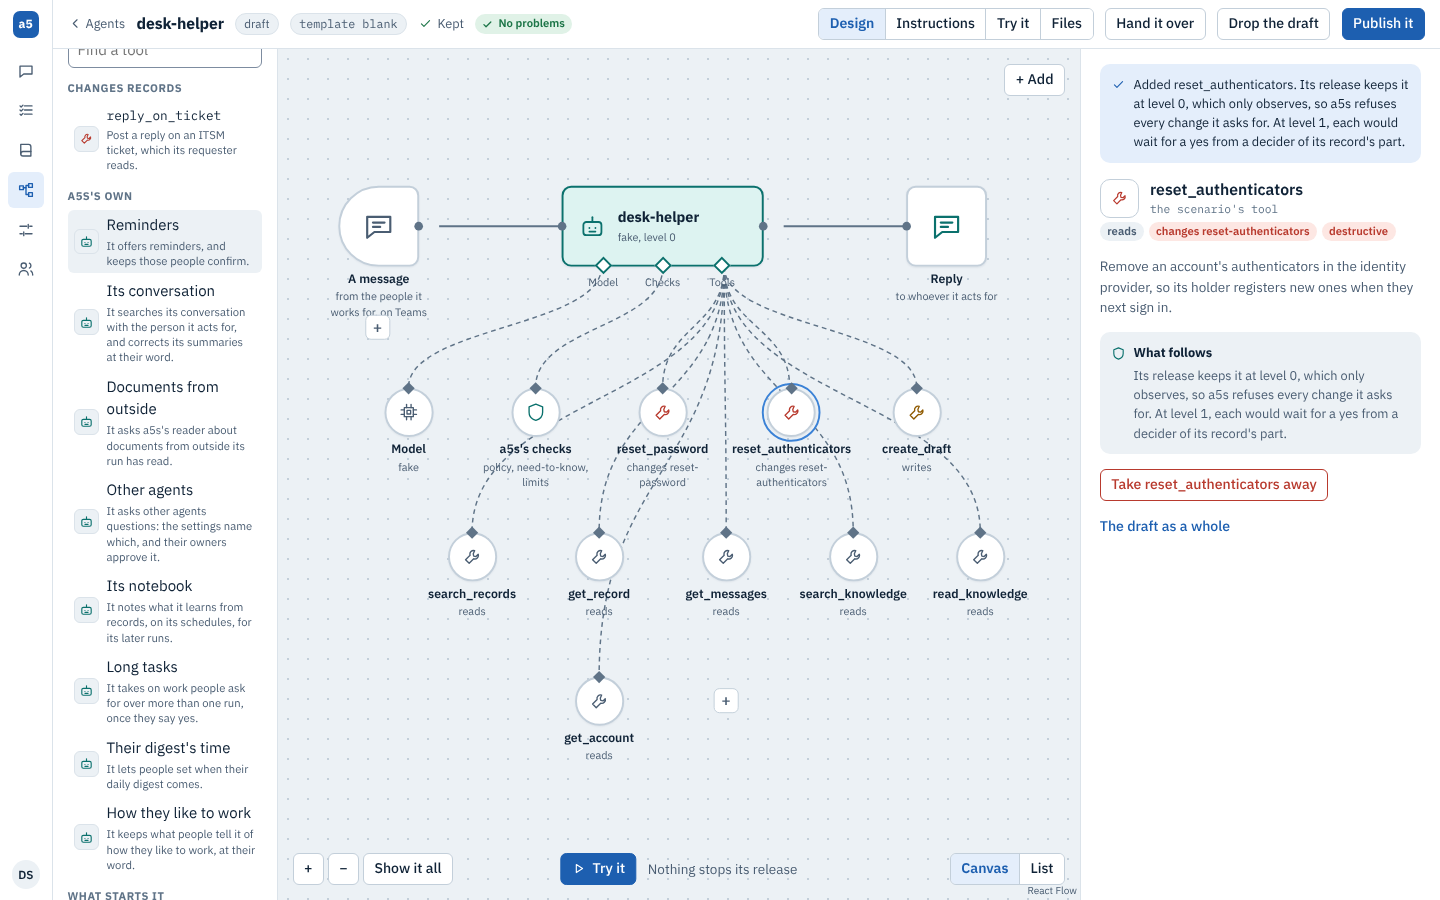 a5
Agents
desk-helper
draft
template blank
Kept
No problems
Design
Instructions
Try it
Files
Hand it over
Drop the draft
Publish it
Find a tool
CHANGES RECORDS
reply_on_ticket
Post a reply on an ITSM
ticket, which its requester
reads.
A5S'S OWN
Reminders
It offers reminders, and
keeps those people confirm.
Its conversation
It searches its conversation
with the person it acts for,
and corrects its summaries
at their word.
Documents from
outside
It asks a5s's reader about
documents from outside its
run has read.
Other agents
It asks other agents
questions: the settings name
which, and their owners
approve it.
Its notebook
It notes what it learns from
records, on its schedules, for
its later runs.
Long tasks
It takes on work people ask
for over more than one run,
once they say yes.
Their digest's time
It lets people set when their
daily digest comes.
How they like to work
It keeps what people tell it of
how they like to work, at their
word.
WHAT STARTS IT
DS
+ Add
A message
from the people it
works for, on Teams
+
desk-helper
fake, level 0
Model
Checks
Tools
Reply
to whoever it acts for
Model
fake
a5s's checks
policy, need-to-know,
limits
reset_password
changes reset-
password
reset_authenticators
changes reset-
authenticators
create_draft
writes
search_records
reads
get_record
reads
get_messages
reads
search_knowledge
reads
read_knowledge
reads
get_account
reads
+
+
−
Show it all
Try it
Nothing stops its release
Canvas
List
React Flow
Added reset_authenticators. Its release keeps it
at level 0, which only observes, so a5s refuses
every change it asks for. At level 1, each would
wait for a yes from a decider of its record's part.
reset_authenticators
the scenario's tool
reads
changes reset-authenticators
destructive
Remove an account's authenticators in the identity
provider, so its holder registers new ones when they
next sign in.
What follows
Its release keeps it at level 0, which only
observes, so a5s refuses every change it asks
for. At level 1, each would wait for a yes from a
decider of its record's part.
Take reset_authenticators away
The draft as a whole